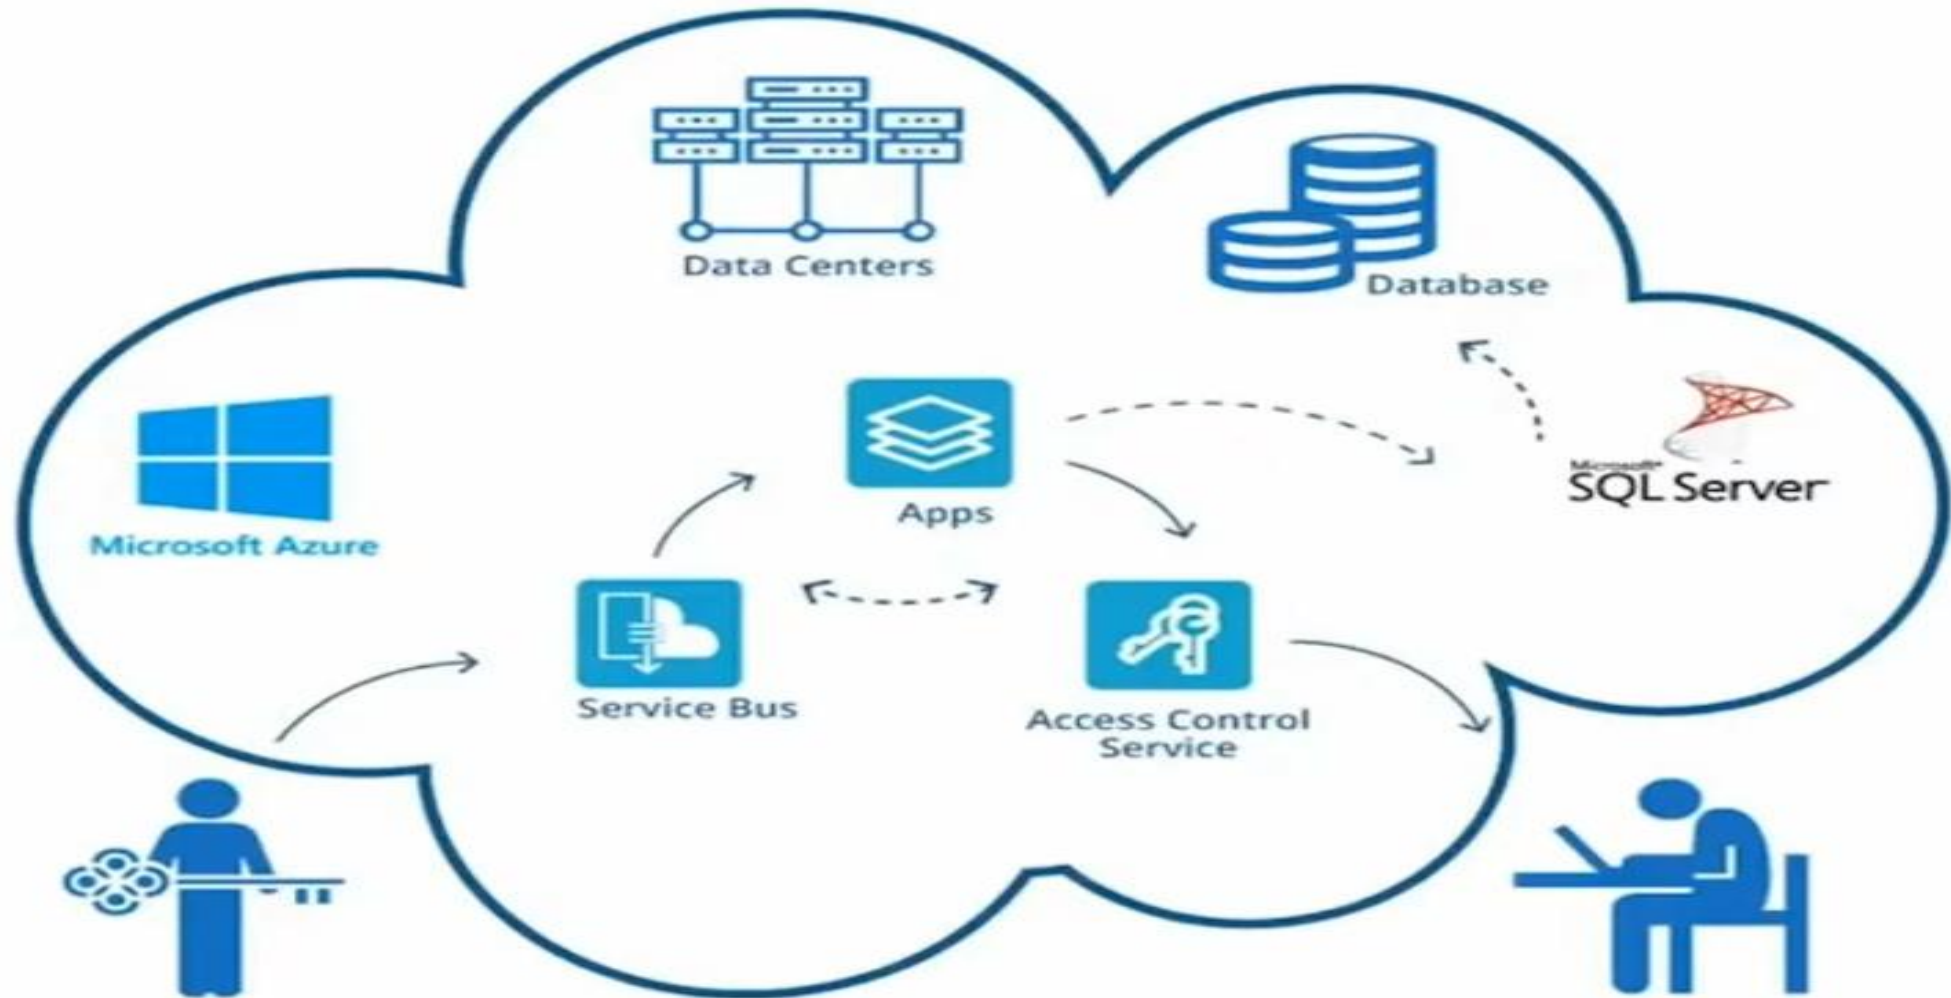 Data Centers
Database
Microsoft Azure
Apps
Microsoft®
SQL Server
Service Bus
Access Control
Service